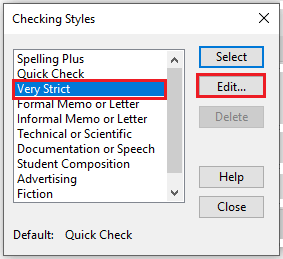 Checking Styles
Spelling Plus
Quick Check
Very Strict
Formal Memo or Letter
Informal Memo or Letter
Technical or Scientific
Documentation or Speech
Student Composition
Advertising
Fiction
Select
Edit...
Delete
Help
Close
Default: Quick Check